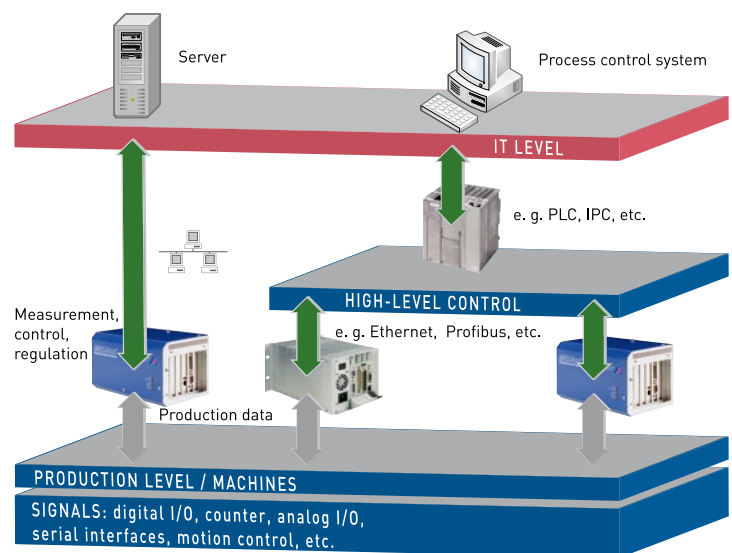 Server
Process control system
IT LEVEL
e. g. PLC, IPC, etc.
HIGH-LEVEL CONTROL
Measurement,
control,
regulation
e. g. Ethernet, Profibus, etc.
Production data
PRODUCTION LEVEL / MACHINES
SIGNALS: digital I/O, counter, analog I/O,
serial interfaces, motion control, etc.